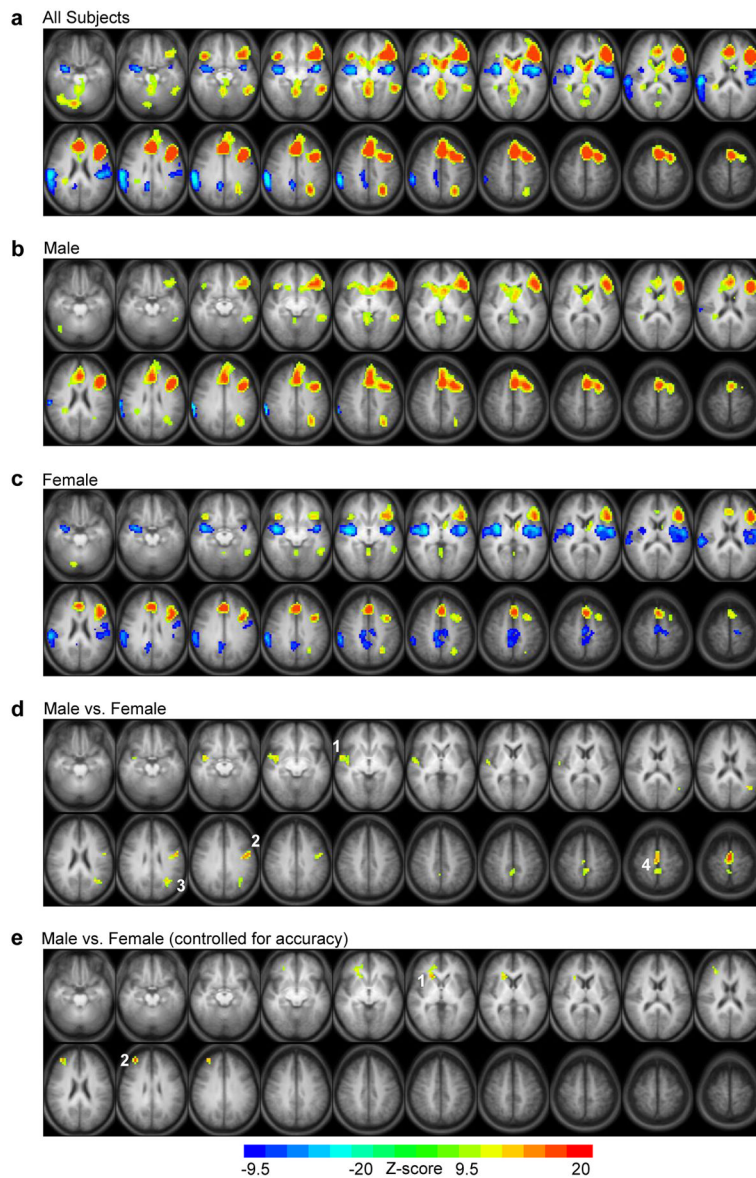 a All Subjects
b Male
c Female
d Male vs. Female
1
2
3
4
e Male vs. Female (controlled for accuracy)
1
2
-9.5 -20 Z-score 9.5 20